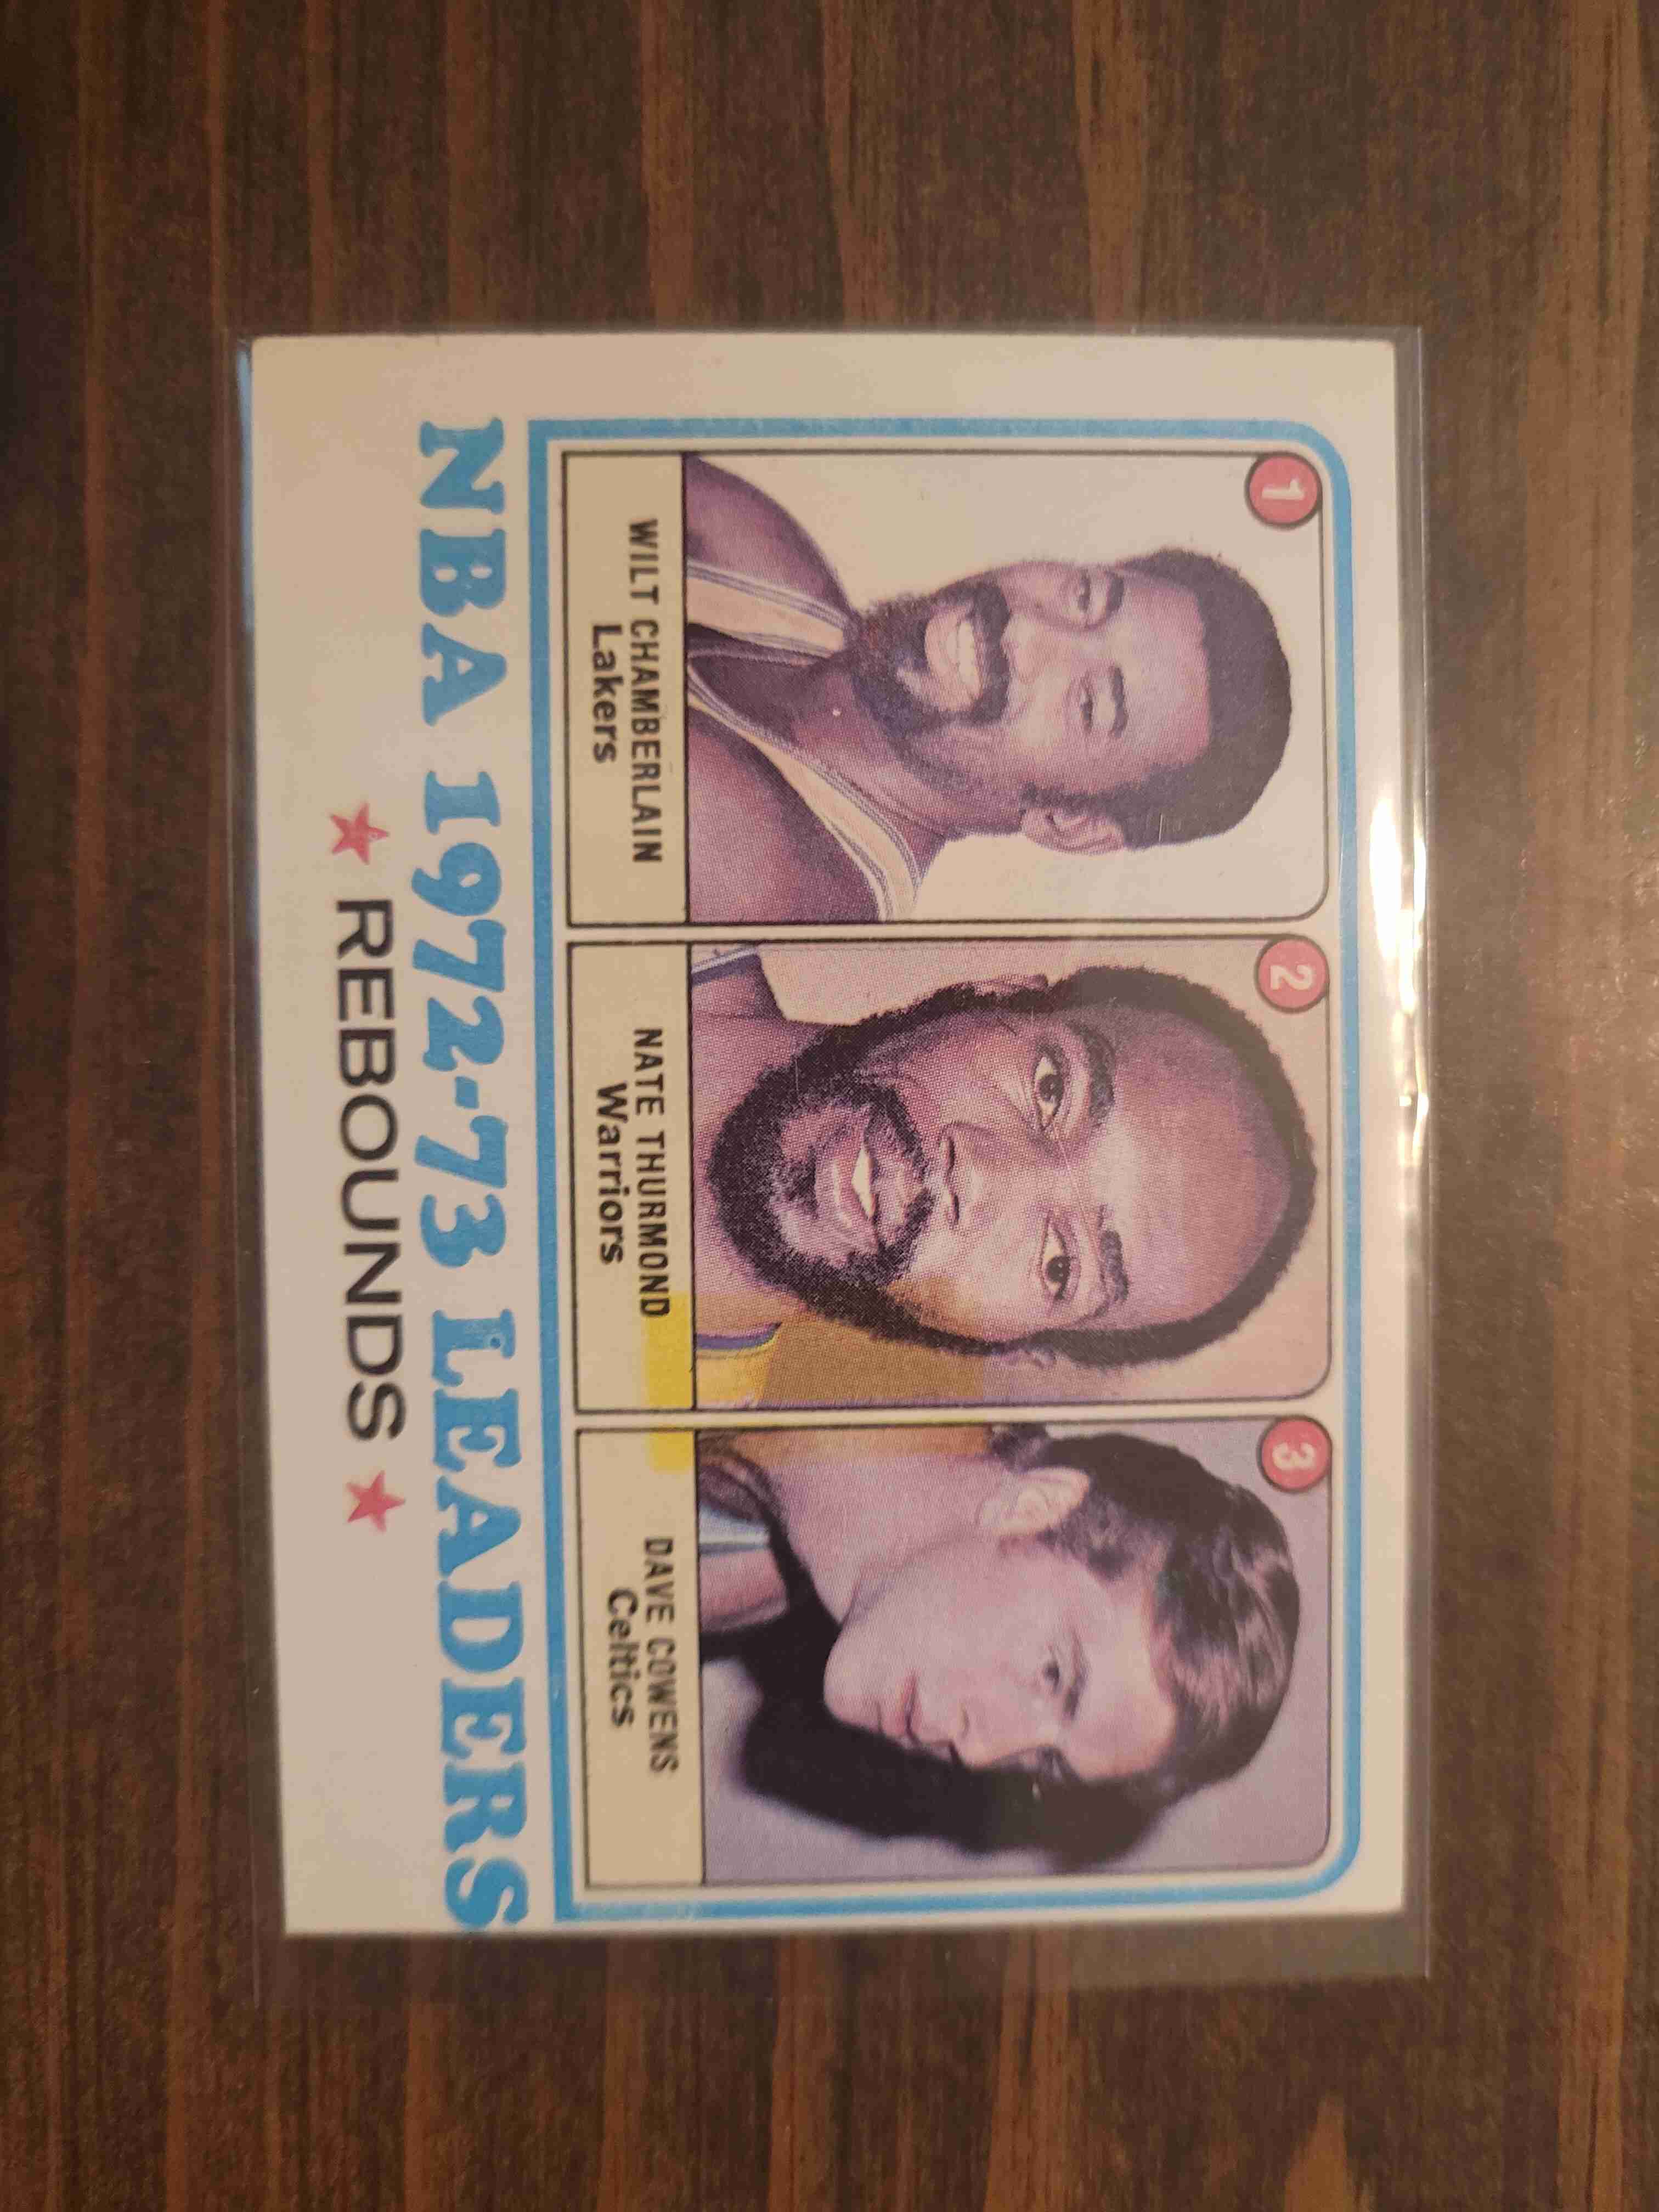 1
WILT CHAMBERLAIN
Lakers
2
NATE THURMOND
Warriors
3
DAVE COWENS
Celtics
NBA 1972-73 LEADERS
★ REBOUNDS ★